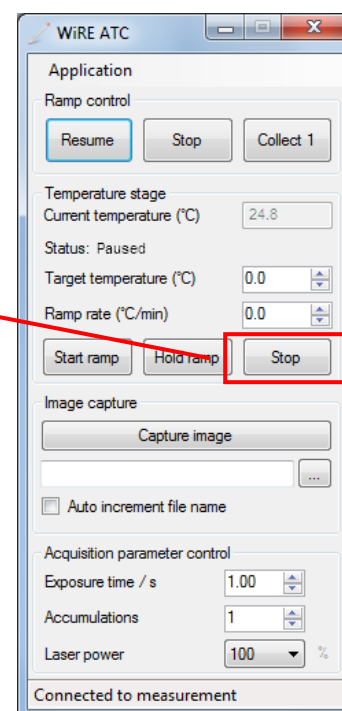 WiRE ATC
Application
Ramp control
Resume Stop Collect 1
Temperature stage
Current temperature (°C) 24.8
Status: Paused
Target temperature (°C) 0.0
Ramp rate (°C/min) 0.0
Start ramp Hold ramp Stop
Image capture
Capture image
...
Auto increment file name
Acquisition parameter control
Exposure time / s 1.00
Accumulations 1
Laser power 100 %
Connected to measurement